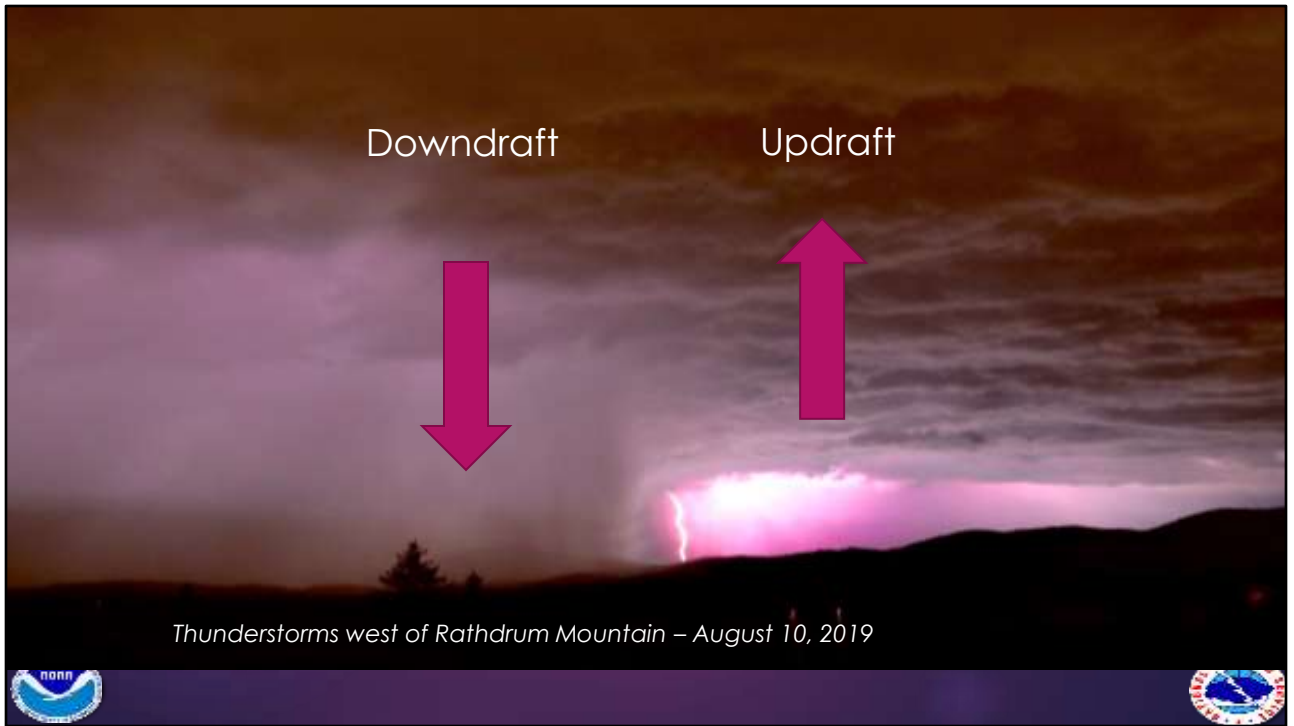 Downdraft
Updraft
Thunderstorms west of Rathdrum Mountain – August 10, 2019